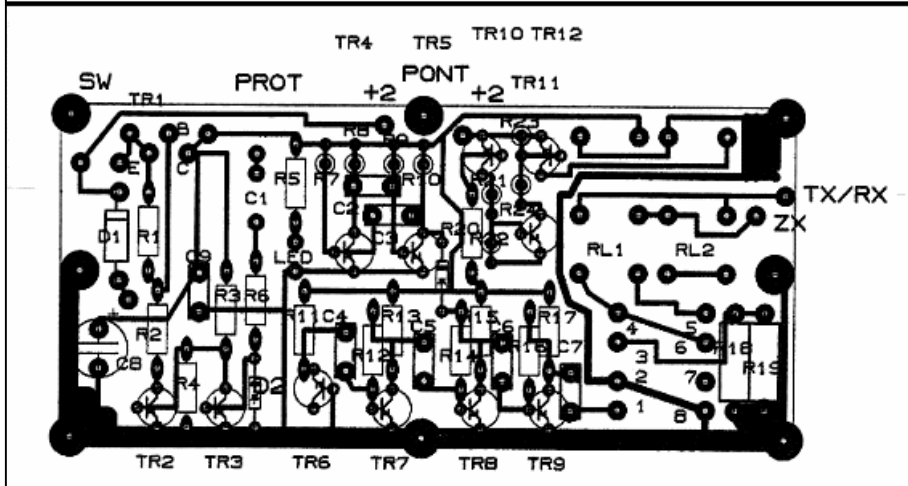 TR4 TR5 TR10 TR12
SW PROT PONT
TR1 +2 +2 TR11
B R8 R9 R23
E C R5 R7 R10 R21
C1 TX/RX
C2 ZX
D1 R1 C3 R20 R22
C9 LED RL1 RL2
R3 R6
R2 R11 C4 R13 C5 R15 C6 R17 4 5
C8 R12 R14 R16 C7 3 6 R18
R4 D2 2 7 R19
1 8
TR2 TR3 TR6 TR7 TR8 TR9